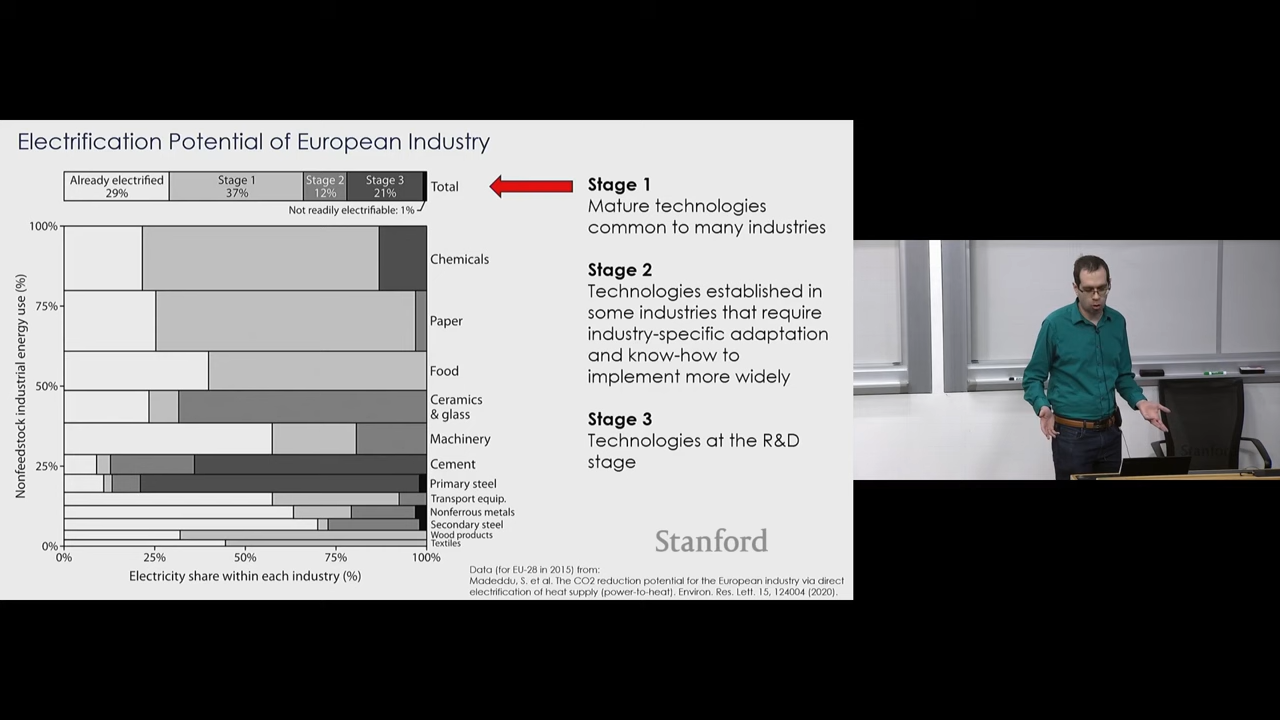 Electrification Potential of European Industry
Already electrified
29%
Stage 1
37%
Stage 2
12%
Stage 3
21%
Total
Not readily electrifiable: 1%
Nonfeedstock industrial energy use (%)
100%
75%
50%
25%
0%
Chemicals
Paper
Food
Ceramics
& glass
Machinery
Cement
Primary steel
Transport equip.
Nonferrous metals
Secondary steel
Wood products
Textiles
0%
25%
50%
75%
100%
Electricity share within each industry (%)
Stage 1
Mature technologies
common to many industries
Stage 2
Technologies established in
some industries that require
industry-specific adaptation
and know-how to
implement more widely
Stage 3
Technologies at the R&D
stage
Stanford
Data (for EU-28 in 2015) from:
Madeddu, S. et al. The CO2 reduction potential for the European industry via direct
electrification of heat supply (power-to-heat). Environ. Res. Lett. 15, 124004 (2020).
Stanford